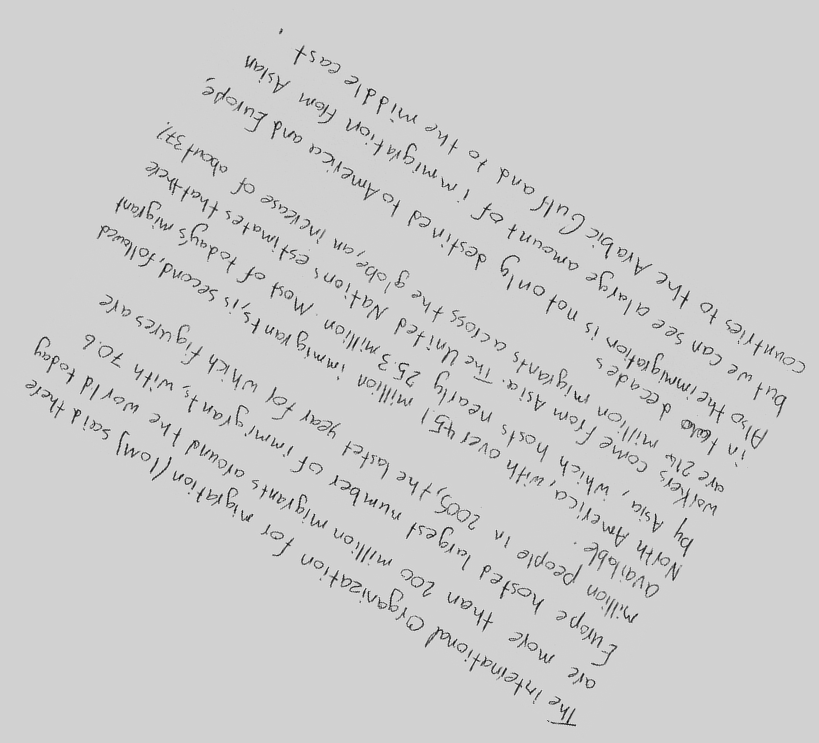 The international Organization for migration (IOM) said there
are more than 200 million migrants around the world today
Europe hosted largest number of immigrants, with 70.6
million people in 2005, the lastet year for which figures are
available.
North America, with over 45.1 million immigrants, is second, followed
by Asia, which hosts nearly 25.3 million. Most of today's migrant
workers come from Asia. The United Nations estimates that there
are 214 million migrants across the globe, an increase of about 37%
in two decades
Also the immigration is not only destined to America and Europe,
but we can see a large amount of immigration from Asian
countries to the Arabic Gulf and to the middle east.